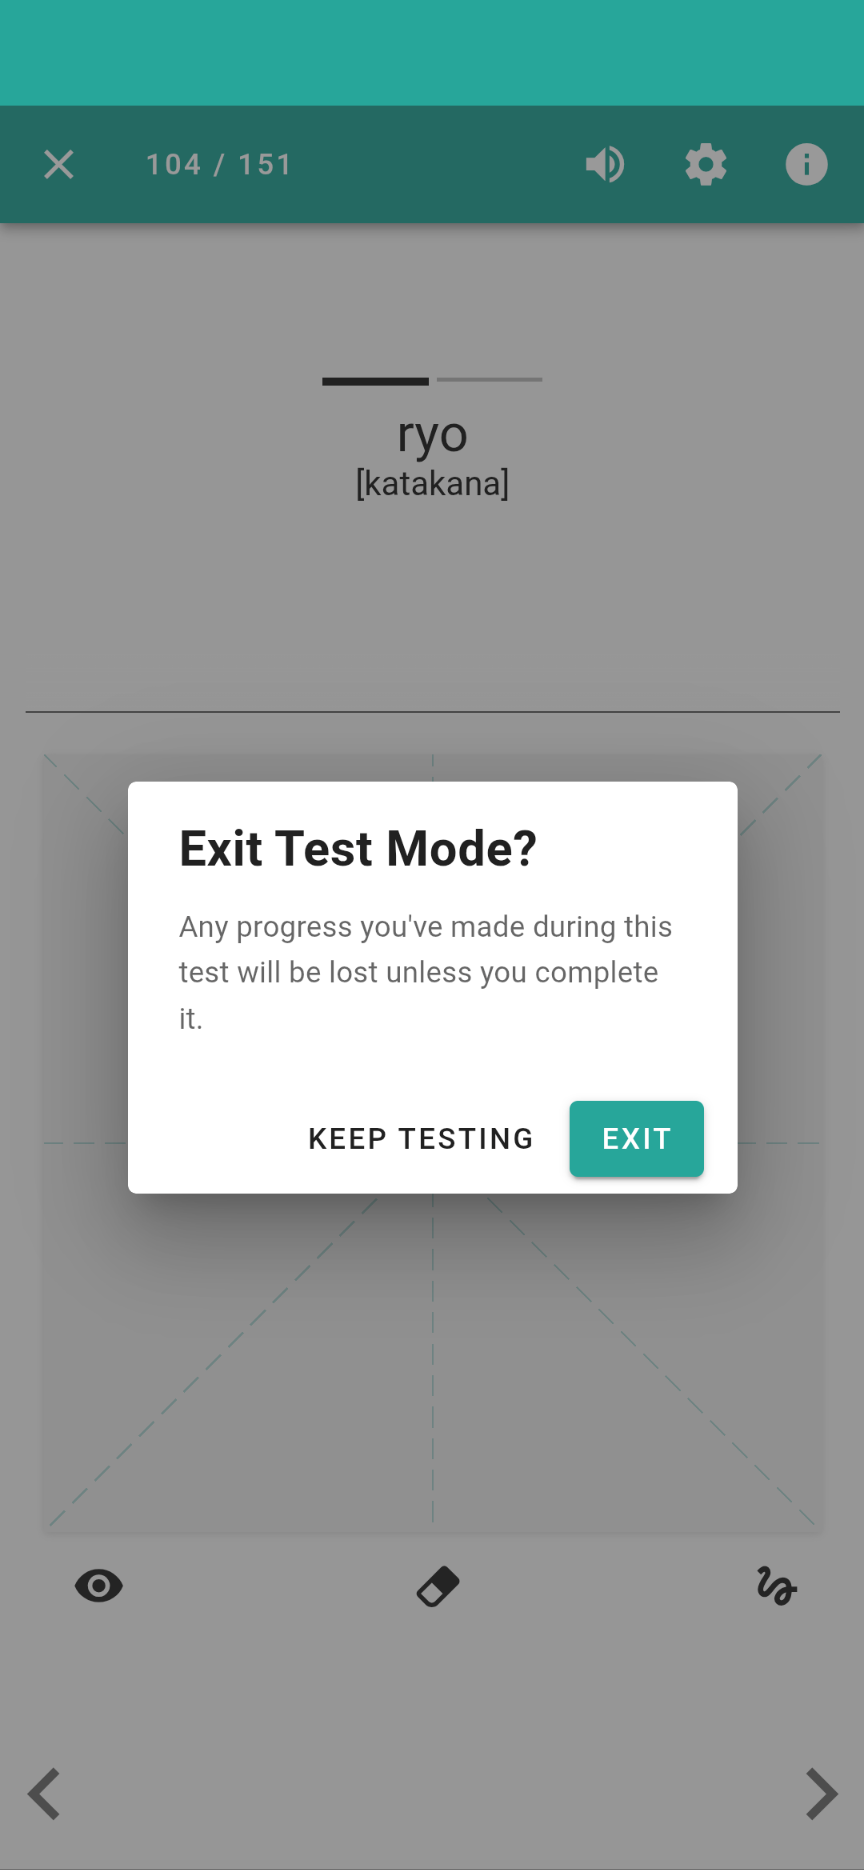 104 / 151
ryo
[katakana]
Exit Test Mode?
Any progress you've made during this
test will be lost unless you complete
it.
KEEP TESTING
EXIT